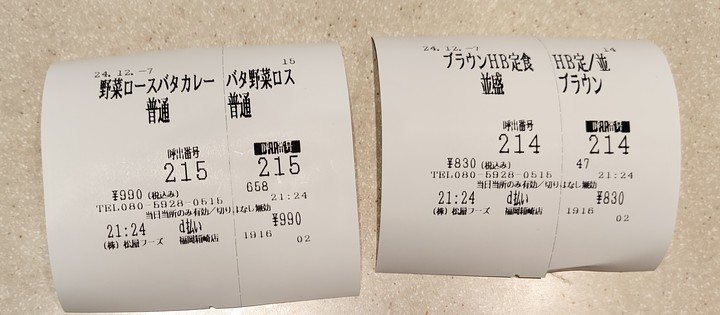 24.12.-7
野菜ロースバタカレー
普通
呼出番号
215
¥990(税込み)
TEL080-5928-0515
当日当所のみ有効/切りはなし無効
21:24 d払い
(株)松屋フーズ 福岡箱崎店
15
バタ野菜ロス
普通
215
658
21:24
¥990
1916 02
24.12.-7
ブラウンHB定食
並盛
呼出番号
214
¥830(税込み)
TEL080-5928-0515
当日当所のみ有効/切りはなし無効
21:24 d払い
(株)松屋フーズ 福岡箱崎店
14
HB定/並
ブラウン
214
47
21:24
¥830
1916
02